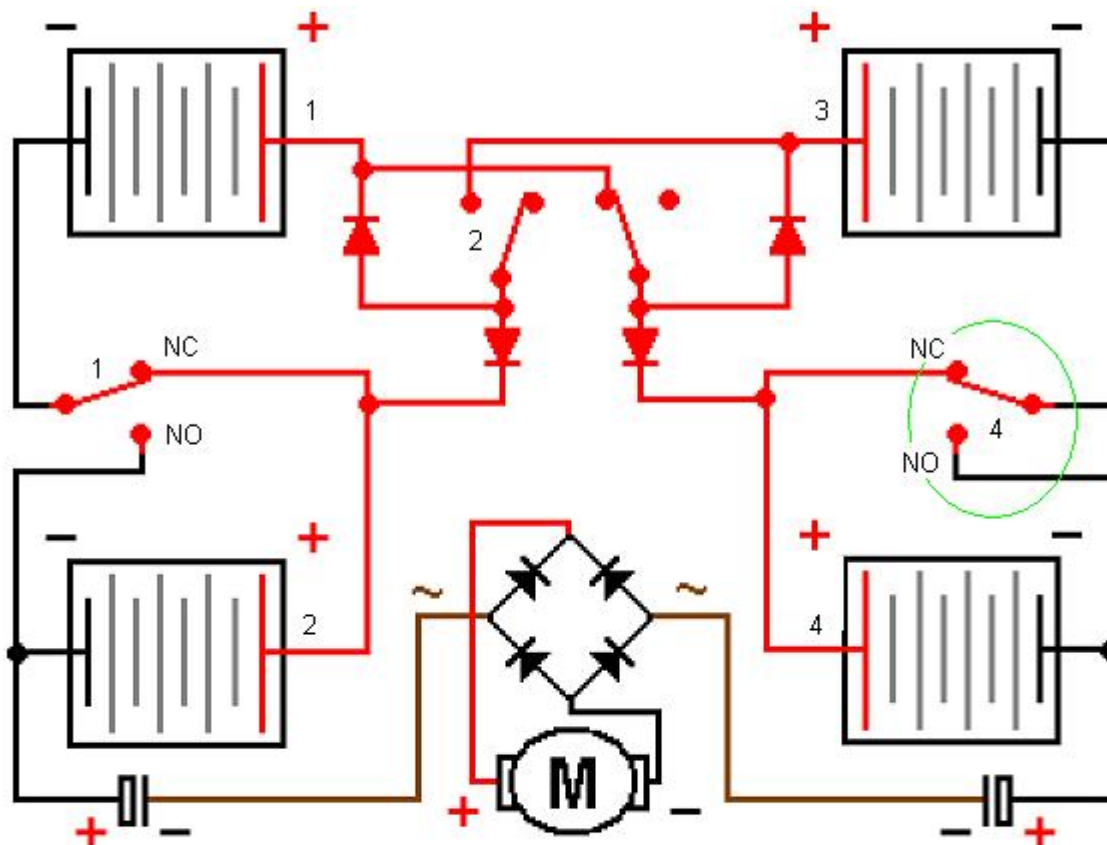 − + + −
1 3
2
NC NC
1 4
NO NO
− + + −
~ ~
2 4
M
+ −
+ − − +